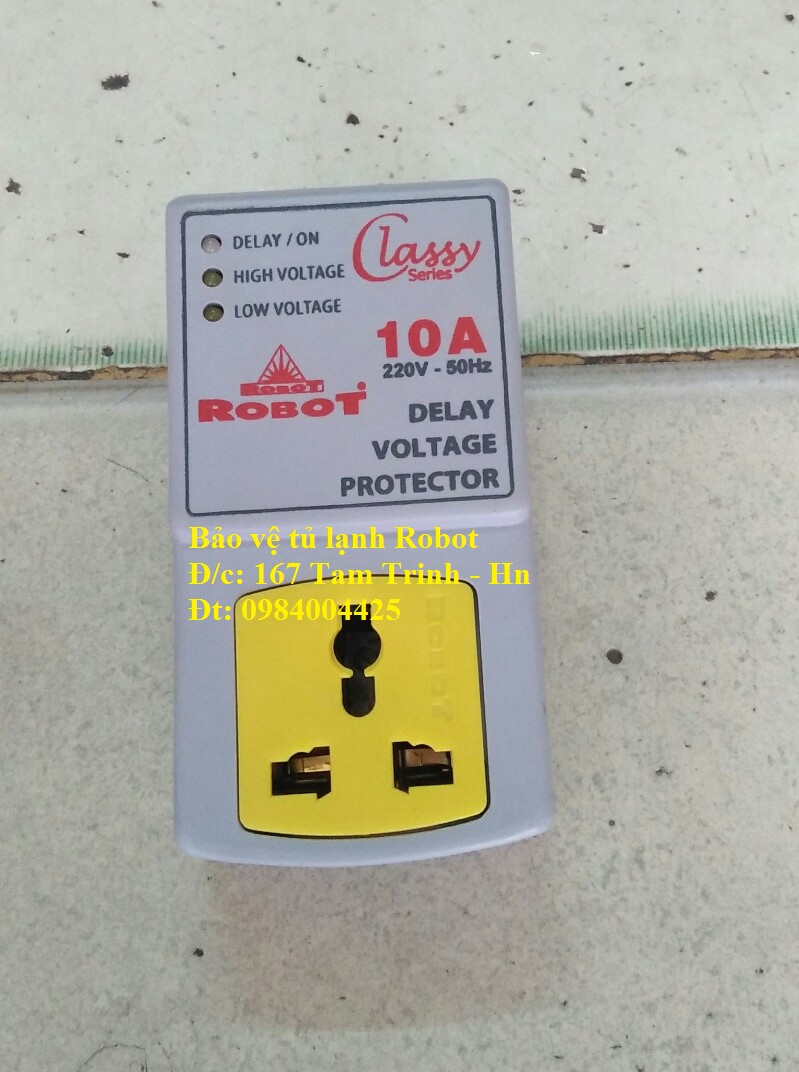 DELAY / ON
HIGH VOLTAGE
LOW VOLTAGE
Classy
Series
10A
220V - 50Hz
ROBOT
ROBOT
DELAY
VOLTAGE
PROTECTOR
Bảo vệ tủ lạnh Robot
Đ/c: 167 Tam Trinh - Hn
Đt: 0984004425
ROBOT